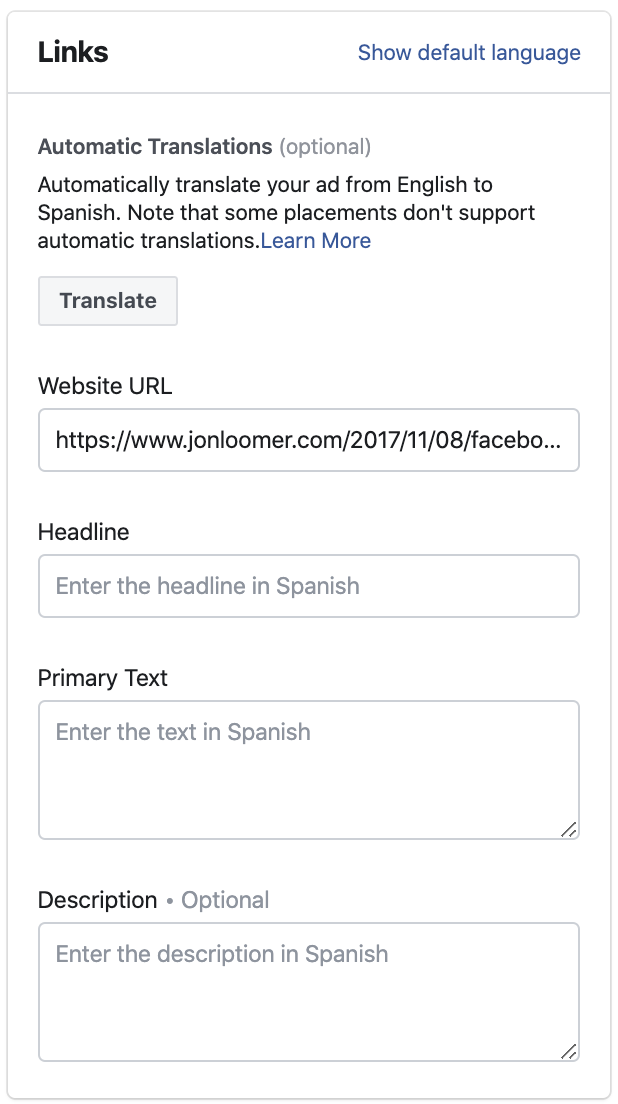 Links
Show default language
Automatic Translations (optional)
Automatically translate your ad from English to
Spanish. Note that some placements don't support
automatic translations.Learn More
Translate
Website URL
https://www.jonloomer.com/2017/11/08/facebo...
Headline
Enter the headline in Spanish
Primary Text
Enter the text in Spanish
Description • Optional
Enter the description in Spanish